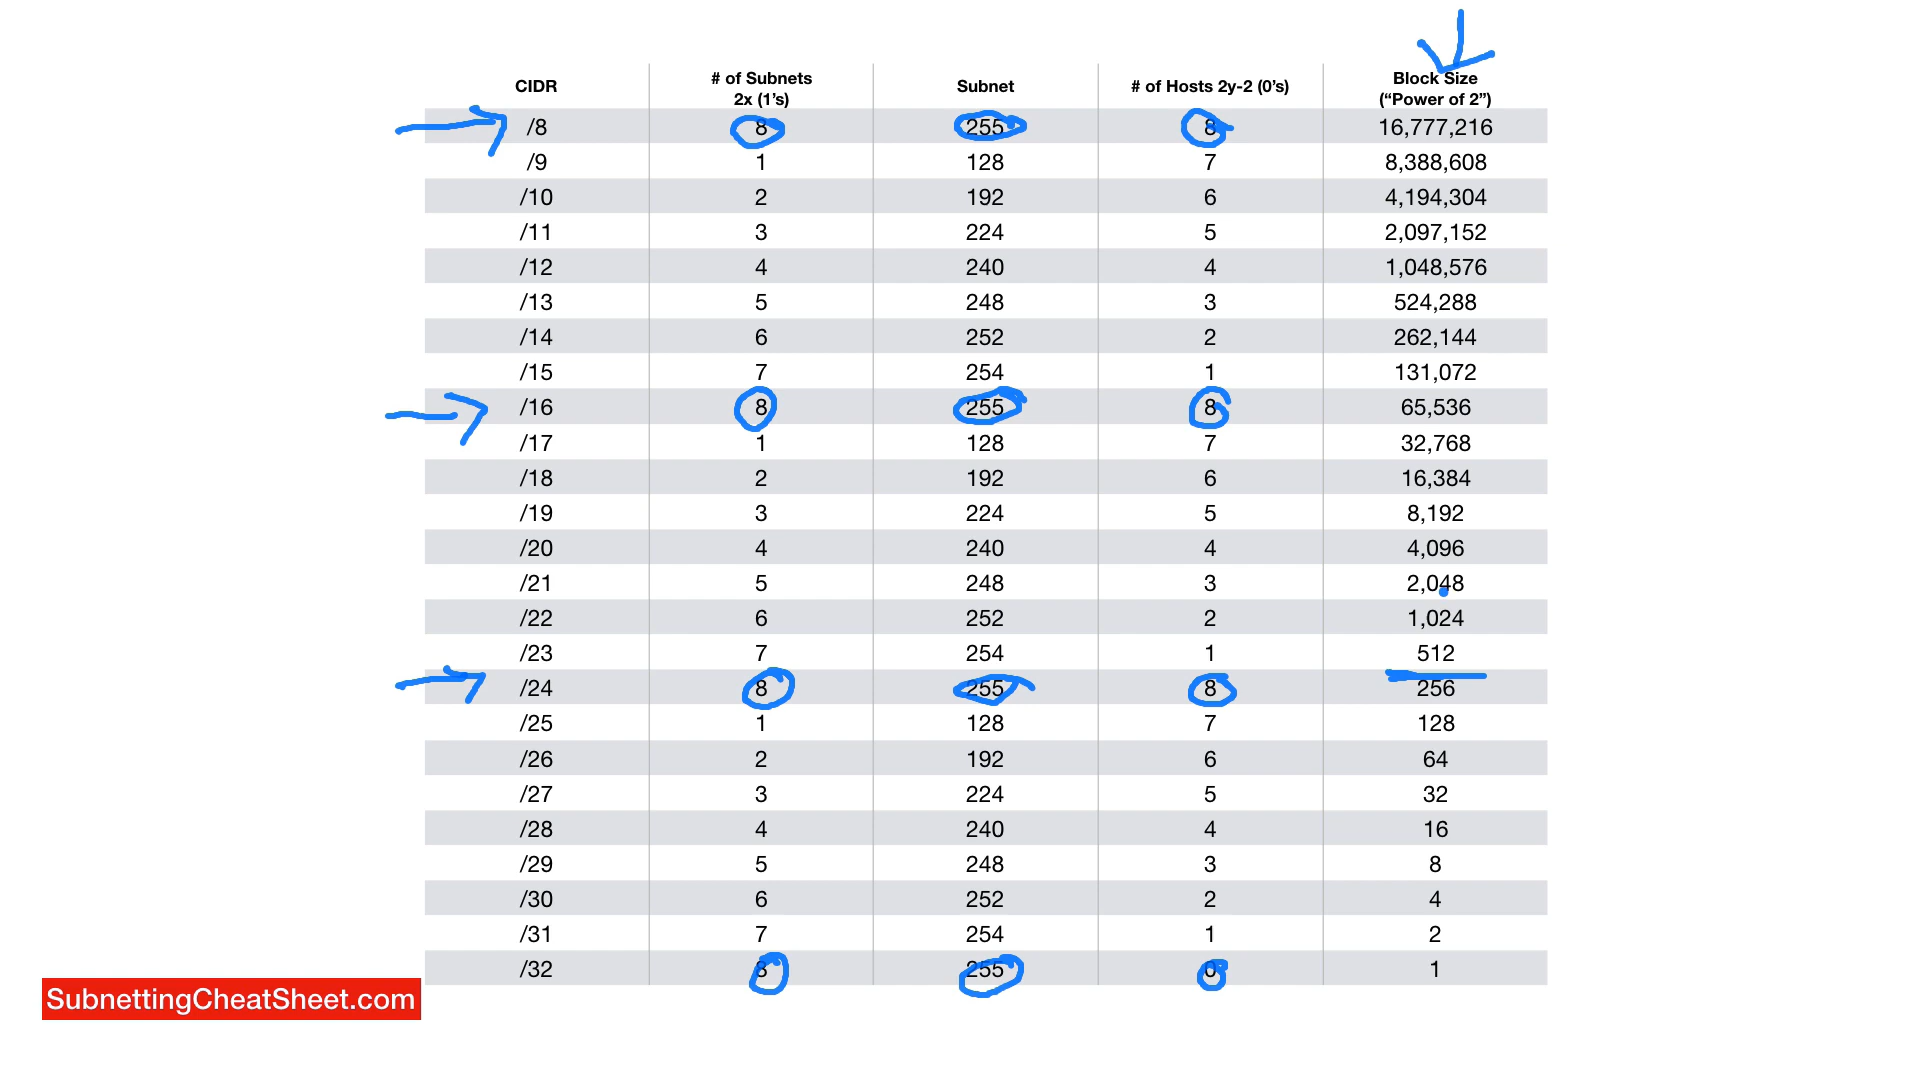 CIDR # of Subnets 2x (1's) Subnet # of Hosts 2y-2 (0's) Block Size ("Power of 2")
/8 8 255 8 16,777,216
/9 1 128 7 8,388,608
/10 2 192 6 4,194,304
/11 3 224 5 2,097,152
/12 4 240 4 1,048,576
/13 5 248 3 524,288
/14 6 252 2 262,144
/15 7 254 1 131,072
/16 8 255 8 65,536
/17 1 128 7 32,768
/18 2 192 6 16,384
/19 3 224 5 8,192
/20 4 240 4 4,096
/21 5 248 3 2,048
/22 6 252 2 1,024
/23 7 254 1 512
/24 8 255 8 256
/25 1 128 7 128
/26 2 192 6 64
/27 3 224 5 32
/28 4 240 4 16
/29 5 248 3 8
/30 6 252 2 4
/31 7 254 1 2
/32 8 255 0 1
SubnettingCheatSheet.com